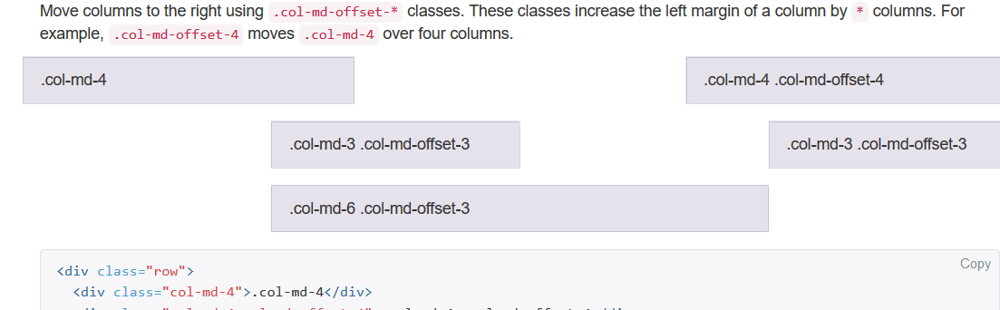 Move columns to the right using .col-md-offset-* classes. These classes increase the left margin of a column by * columns. For
example, .col-md-offset-4 moves .col-md-4 over four columns.
.col-md-4 .col-md-4 .col-md-offset-4
.col-md-3 .col-md-offset-3 .col-md-3 .col-md-offset-3
.col-md-6 .col-md-offset-3
Copy
<div class="row">
<div class="col-md-4">.col-md-4</div>